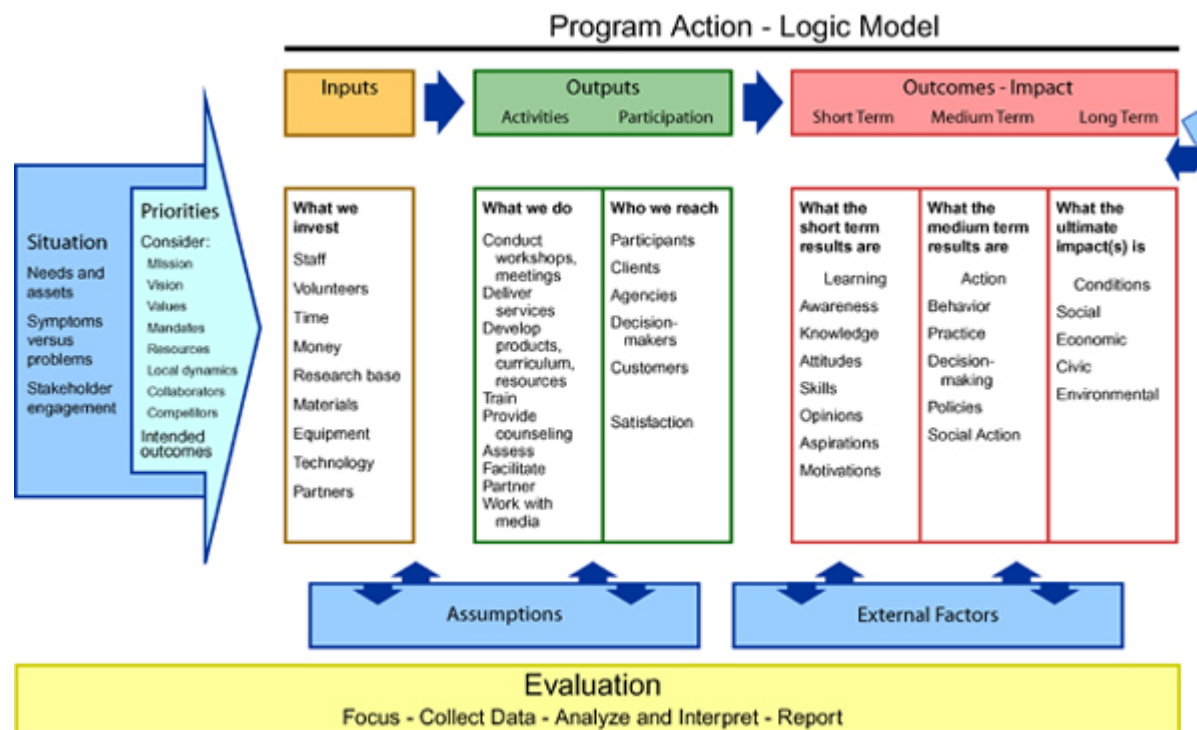 Program Action - Logic Model
Inputs
Outputs
Activities
Participation
Outcomes - Impact
Short Term
Medium Term
Long Term
Situation
Needs and
assets
Symptoms
versus
problems
Stakeholder
engagement
Priorities
Consider:
Mission
Vision
Values
Mandates
Resources
Local dynamics
Collaborators
Competitors
Intended
outcomes
What we
invest
Staff
Volunteers
Time
Money
Research base
Materials
Equipment
Technology
Partners
What we do
Conduct
workshops,
meetings
Deliver
services
Develop
products,
curriculum,
resources
Train
Provide
counseling
Assess
Facilitate
Partner
Work with
media
Who we reach
Participants
Clients
Agencies
Decision-
makers
Customers
Satisfaction
What the
short term
results are
Learning
Awareness
Knowledge
Attitudes
Skills
Opinions
Aspirations
Motivations
What the
medium term
results are
Action
Behavior
Practice
Decision-
making
Policies
Social Action
What the
ultimate
impact(s) is
Conditions
Social
Economic
Civic
Environmental
Assumptions
External Factors
Evaluation
Focus - Collect Data - Analyze and Interpret - Report